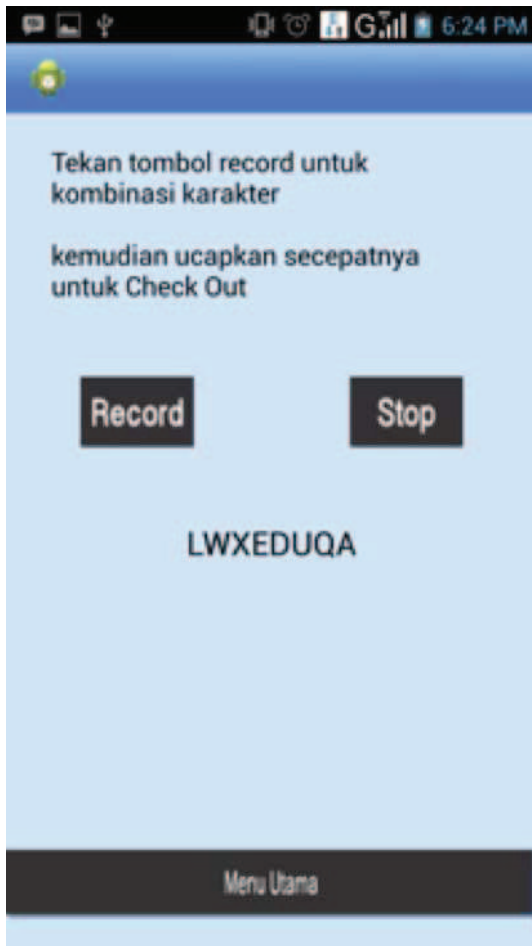 G 6:24 PM
Tekan tombol record untuk
kombinasi karakter
kemudian ucapkan secepatnya
untuk Check Out
Record Stop
LWXEDUQA
Menu Utama